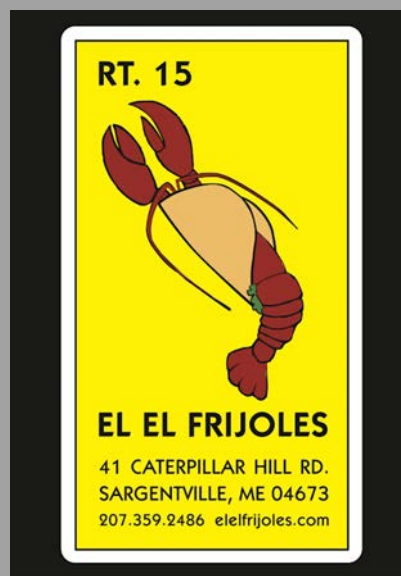 RT. 15
EL EL FRIJOLES
41 CATERPILLAR HILL RD.
SARGENTVILLE, ME 04673
207.359.2486 elelfrijoles.com